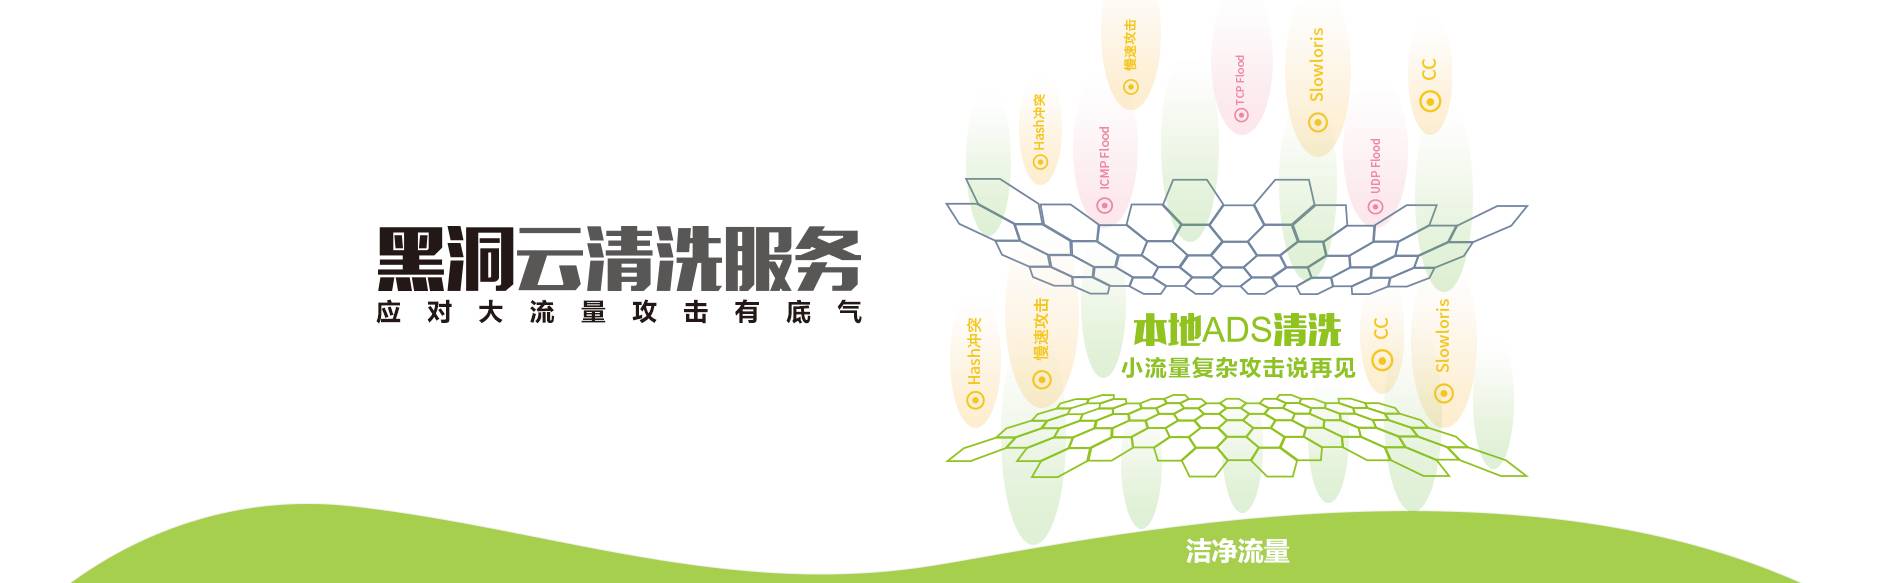 黑洞云清洗服务
应对大流量攻击有底气
慢速攻击
TCP Flood
Slowloris
CC
Hash冲突
ICMP Flood
UDP Flood
Hash冲突
慢速攻击
本地ADS清洗
小流量复杂攻击说再见
CC
Slowloris
洁净流量